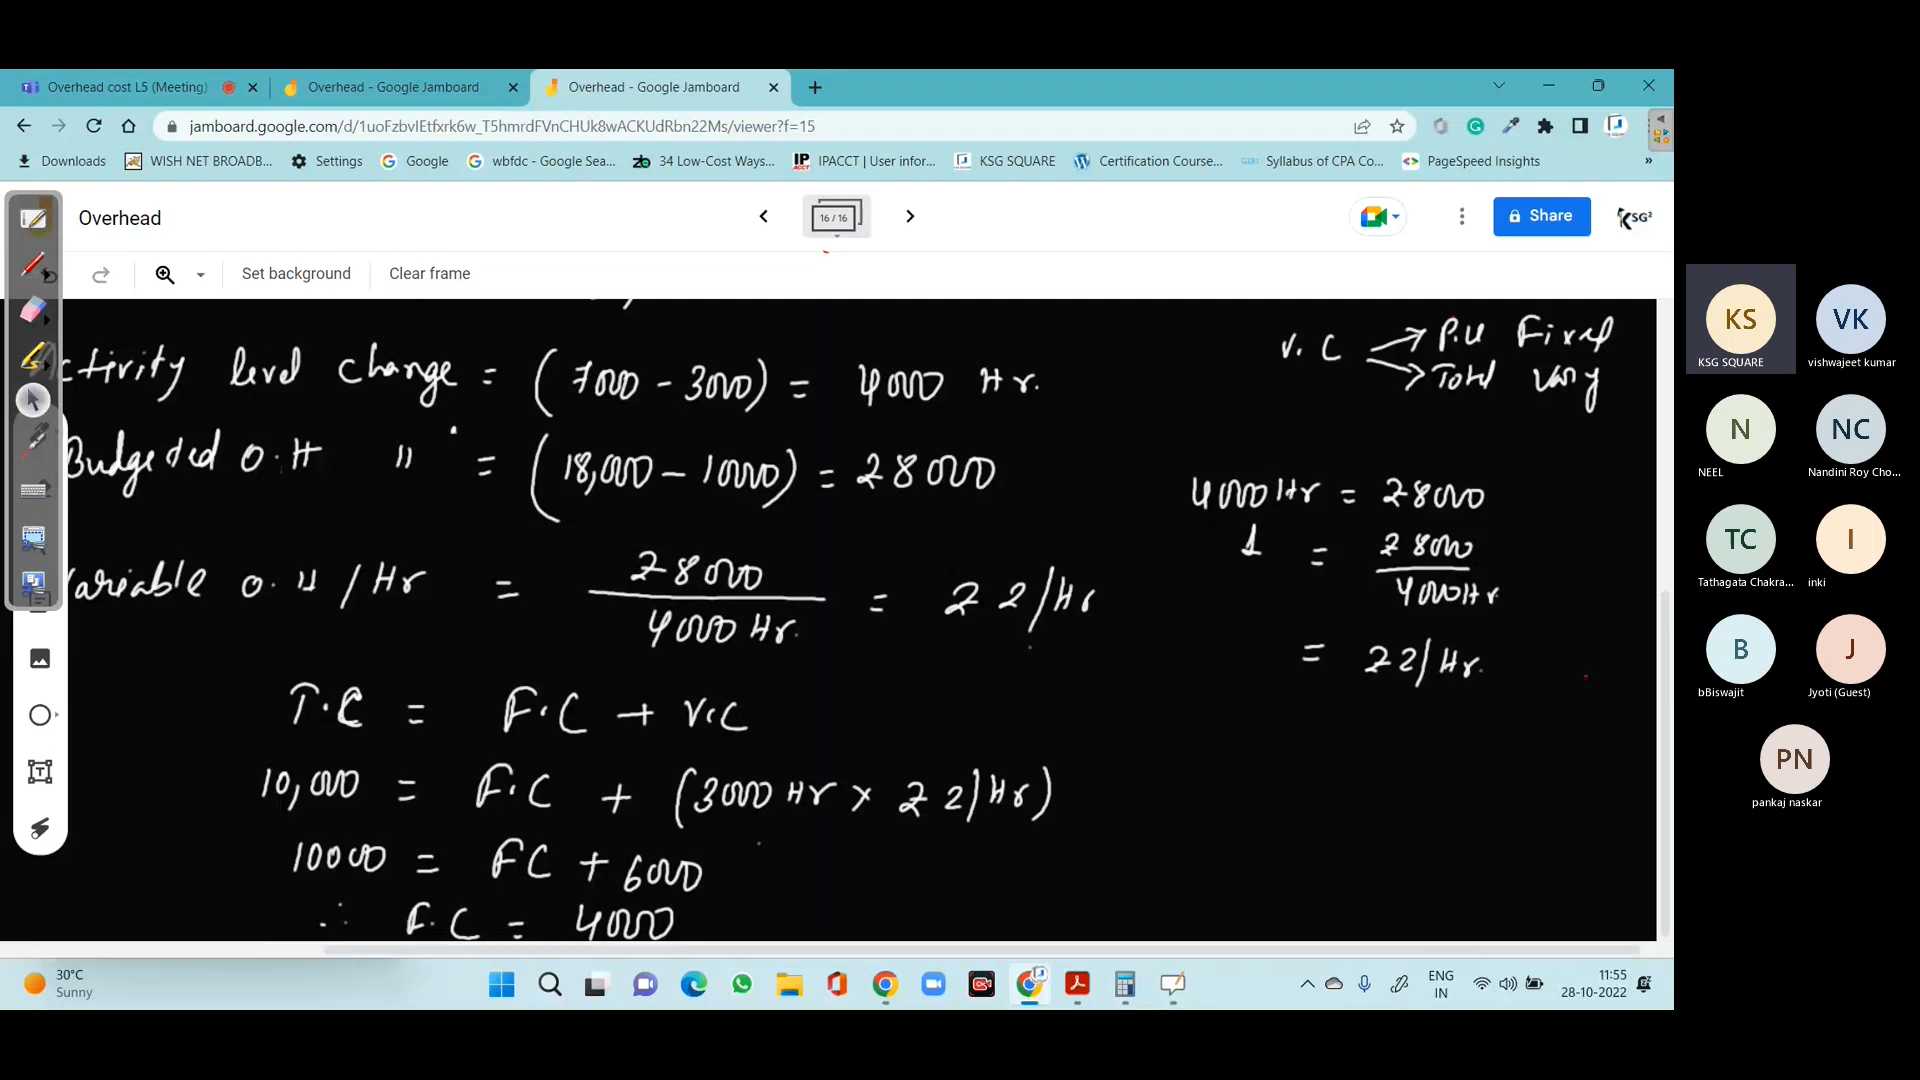 Overhead cost L5 (Meeting)
Overhead - Google Jamboard
Overhead - Google Jamboard
jamboard.google.com/d/1uoFzbvIEtfxrk6w_T5hmrdFVnCHUk8wACKUdRbn22Ms/viewer?f=15
Downloads WISH NET BROADB... Settings Google wbfdc - Google Sea... 34 Low-Cost Ways... IPACCT | User infor... KSG SQUARE Certification Course... Syllabus of CPA Co... PageSpeed Insights »
Overhead
16 / 16
Share
KSG²
Set background Clear frame
V.C P.U Fixed
Total Vary
ctivity level change = (7000 - 3000) = 4000 Hr.
Budgeted O.H " = (18,000 - 10000) = 28000
4000 Hr = 28000
1 = 28000
4000Hr
= 22/Hr.
ariable O.H/Hr = 28000 = 22/Hr
4000 Hr.
T.C = F.C + V.C
10,000 = F.C + (3000 Hr x 22/Hr)
10000 = FC + 6000
∴ F.C = 4000
KS
KSG SQUARE
VK
vishwajeet kumar
N
NEEL
NC
Nandini Roy Cho...
TC
Tathagata Chakra...
I
inki
B
bBiswajit
J
Jyoti (Guest)
PN
pankaj naskar
30°C
Sunny
ENG
IN
11:55
28-10-2022